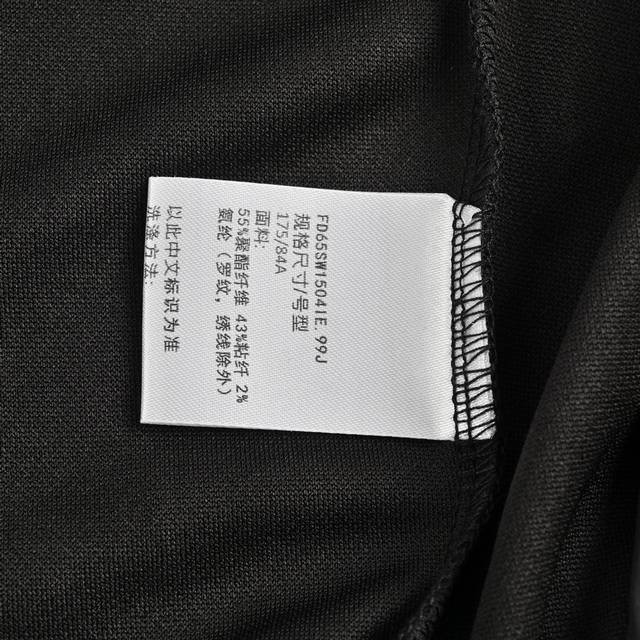 FD65SW1504IE.99J
规格尺寸/号型
175/84A
面料:
55%聚酯纤维 43%粘纤 2%
氨纶（罗纹，绣线除外）
以此中文标识为准
洗涤方法: